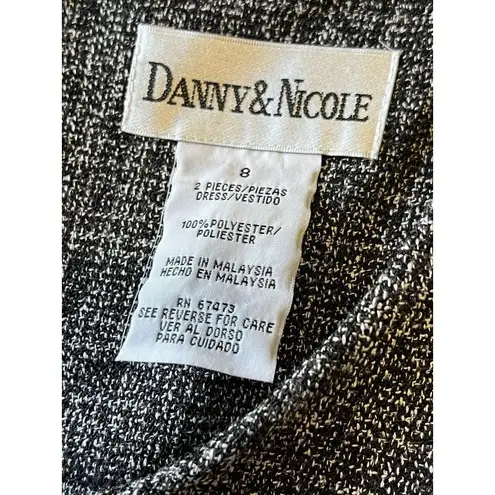 DANNY&NICOLE
8
2 PIECES/PIEZAS
DRESS/VESTIDO
100% POLYESTER/
POLIESTER
MADE IN MALAYSIA
HECHO EN MALAYSIA
RN 67473
SEE REVERSE FOR CARE
VER AL DORSO
PARA CUIDADO